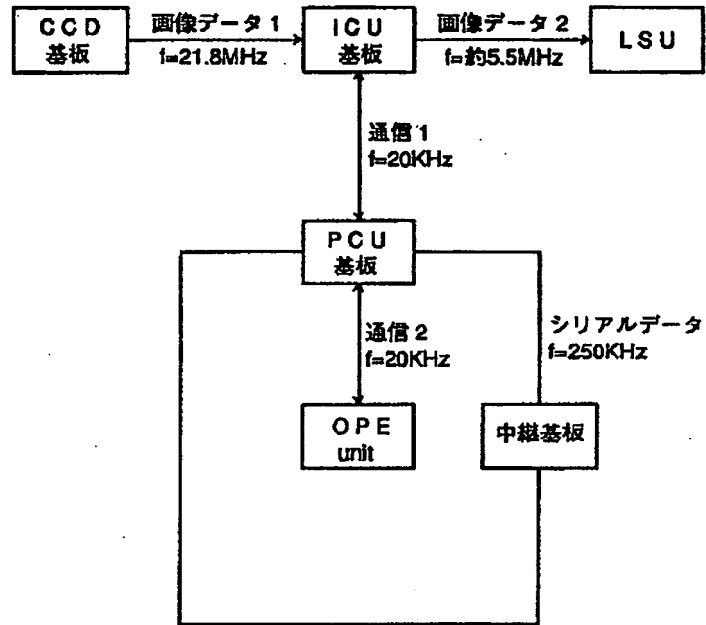 CCD
基板
画像データ1
f=21.8MHz
ICU
基板
画像データ2
f=約5.5MHz
LSU
通信1
f=20KHz
PCU
基板
通信2
f=20KHz
シリアルデータ
f=250KHz
OPE
unit
中継基板